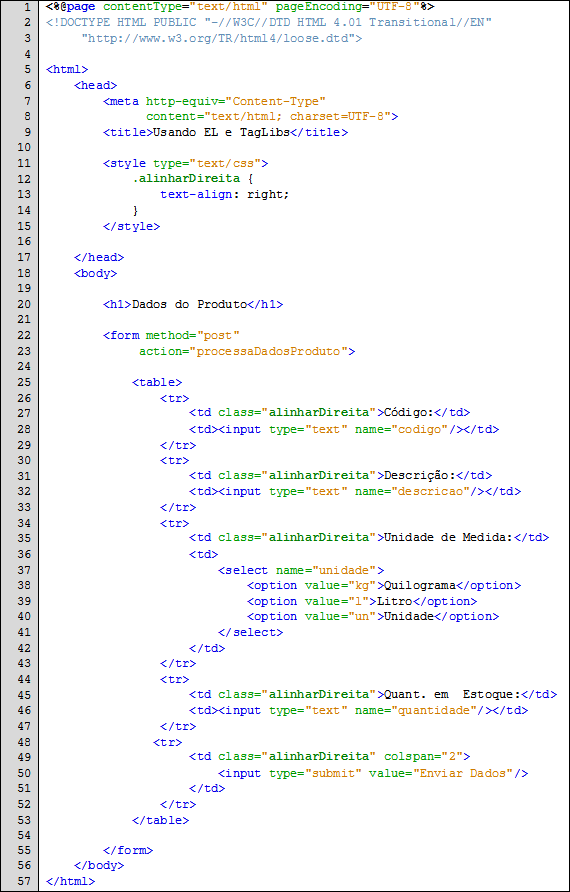 1 <%@page contentType="text/html" pageEncoding="UTF-8"%>
2 <!DOCTYPE HTML PUBLIC "-//W3C//DTD HTML 4.01 Transitional//EN"
3 "http://www.w3.org/TR/html4/loose.dtd">
4
5 <html>
6 <head>
7 <meta http-equiv="Content-Type"
8 content="text/html; charset=UTF-8">
9 <title>Usando EL e TagLibs</title>
10
11 <style type="text/css">
12 .alinharDireita {
13 text-align: right;
14 }
15 </style>
16
17 </head>
18 <body>
19
20 <h1>Dados do Produto</h1>
21
22 <form method="post"
23 action="processaDadosProduto">
24
25 <table>
26 <tr>
27 <td class="alinharDireita">Código:</td>
28 <td><input type="text" name="codigo"/></td>
29 </tr>
30 <tr>
31 <td class="alinharDireita">Descrição:</td>
32 <td><input type="text" name="descricao"/></td>
33 </tr>
34 <tr>
35 <td class="alinharDireita">Unidade de Medida:</td>
36 <td>
37 <select name="unidade">
38 <option value="kg">Quilograma</option>
39 <option value="l">Litro</option>
40 <option value="un">Unidade</option>
41 </select>
42 </td>
43 </tr>
44 <tr>
45 <td class="alinharDireita">Quant. em  Estoque:</td>
46 <td><input type="text" name="quantidade"/></td>
47 </tr>
48 <tr>
49 <td class="alinharDireita" colspan="2">
50 <input type="submit" value="Enviar Dados"/>
51 </td>
52 </tr>
53 </table>
54
55 </form>
56 </body>
57 </html>